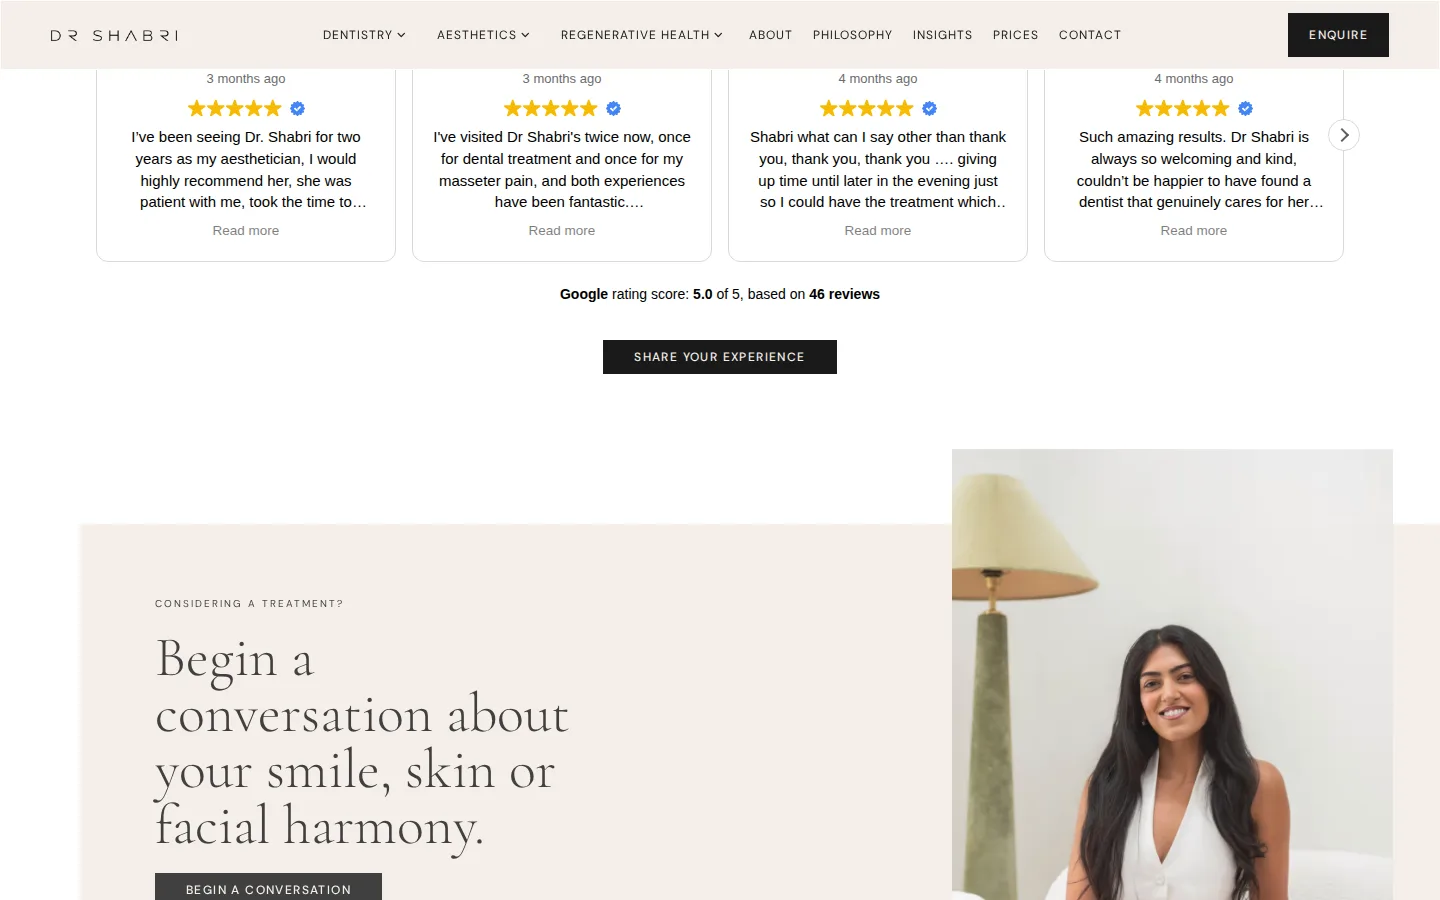 DR SHABRI
DENTISTRY
AESTHETICS
REGENERATIVE HEALTH
ABOUT
PHILOSOPHY
INSIGHTS
PRICES
CONTACT
ENQUIRE
3 months ago
I’ve been seeing Dr. Shabri for two
years as my aesthetician, I would
highly recommend her, she was
patient with me, took the time to…
Read more
3 months ago
I've visited Dr Shabri's twice now, once
for dental treatment and once for my
masseter pain, and both experiences
have been fantastic.…
Read more
4 months ago
Shabri what can I say other than thank
you, thank you, thank you …. giving
up time until later in the evening just
so I could have the treatment which..
Read more
4 months ago
Such amazing results. Dr Shabri is
always so welcoming and kind,
couldn’t be happier to have found a
dentist that genuinely cares for her…
Read more
Google rating score: 5.0 of 5, based on 46 reviews
SHARE YOUR EXPERIENCE
CONSIDERING A TREATMENT?
Begin a
conversation about
your smile, skin or
facial harmony.
BEGIN A CONVERSATION